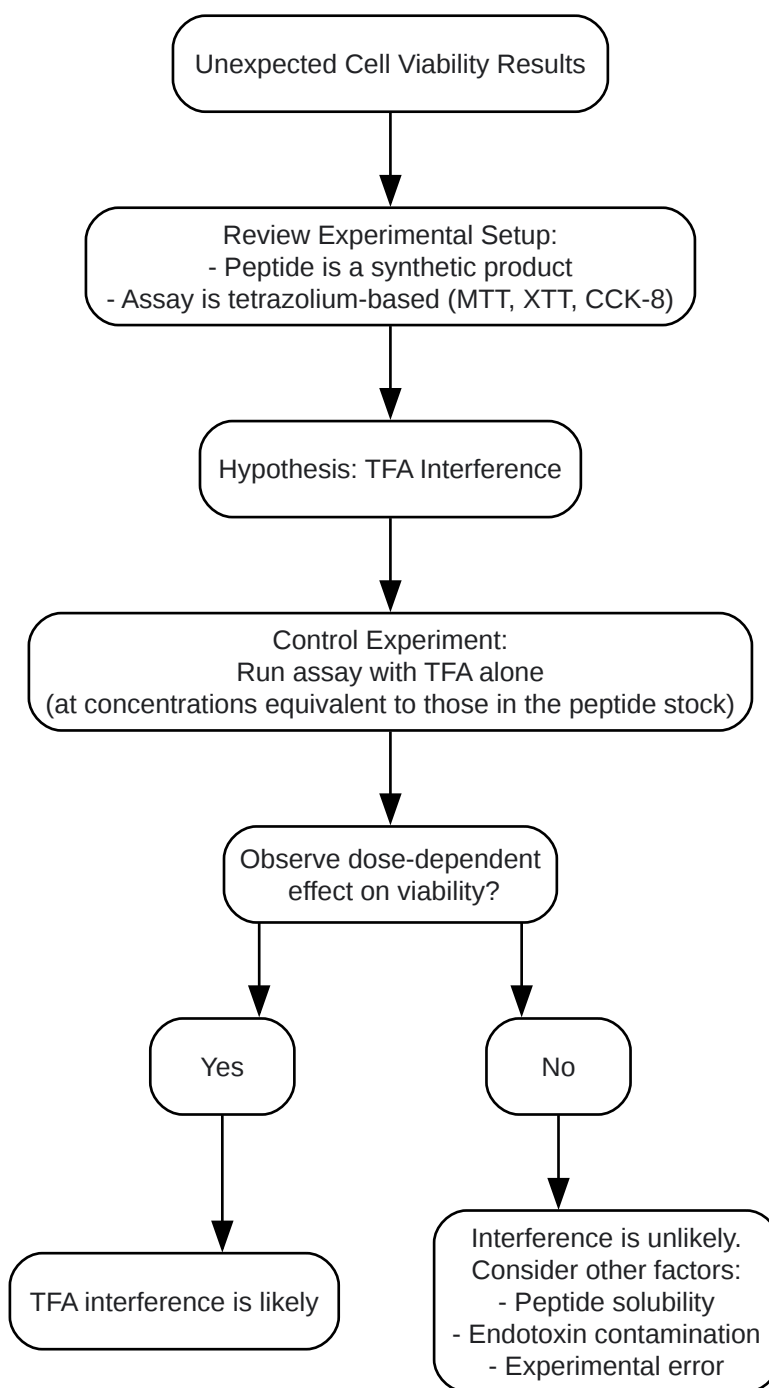 Unexpected Cell Viability Results
Review Experimental Setup:
- Peptide is a synthetic product
- Assay is tetrazolium-based (MTT, XTT, CCK-8)
Hypothesis: TFA Interference
Control Experiment:
Run assay with TFA alone
(at concentrations equivalent to those in the peptide stock)
Observe dose-dependent
effect on viability?
Yes
No
TFA interference is likely
Interference is unlikely.
Consider other factors:
- Peptide solubility
- Endotoxin contamination
- Experimental error